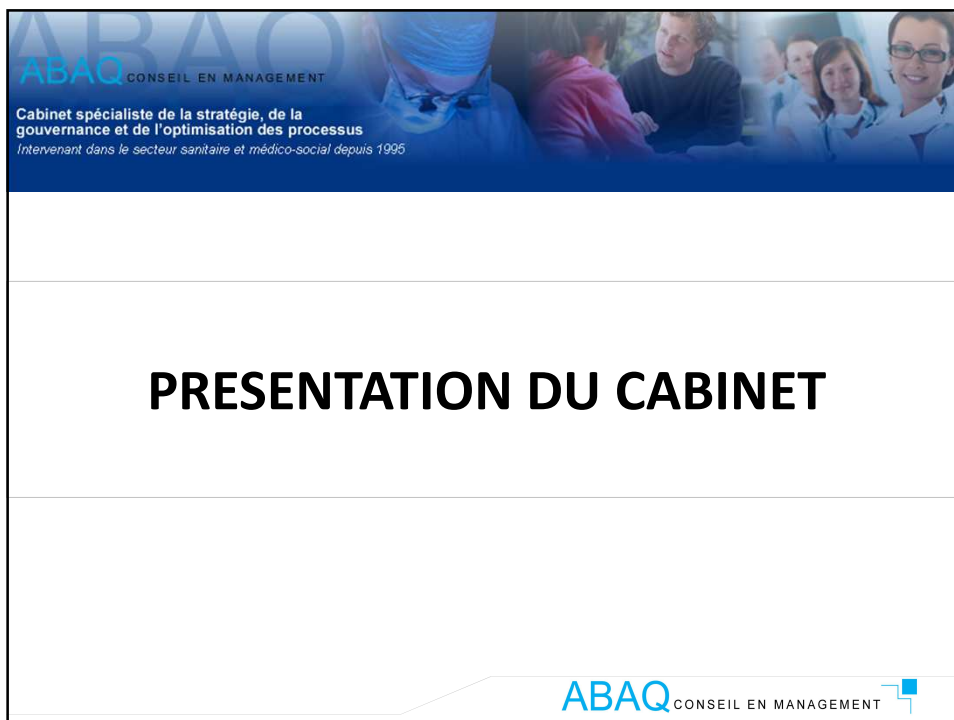 ABAQ
ABAQ CONSEIL EN MANAGEMENT
Cabinet spécialiste de la stratégie, de la
gouvernance et de l'optimisation des processus
Intervenant dans le secteur sanitaire et médico-social depuis 1995
PRESENTATION DU CABINET
ABAQ CONSEIL EN MANAGEMENT